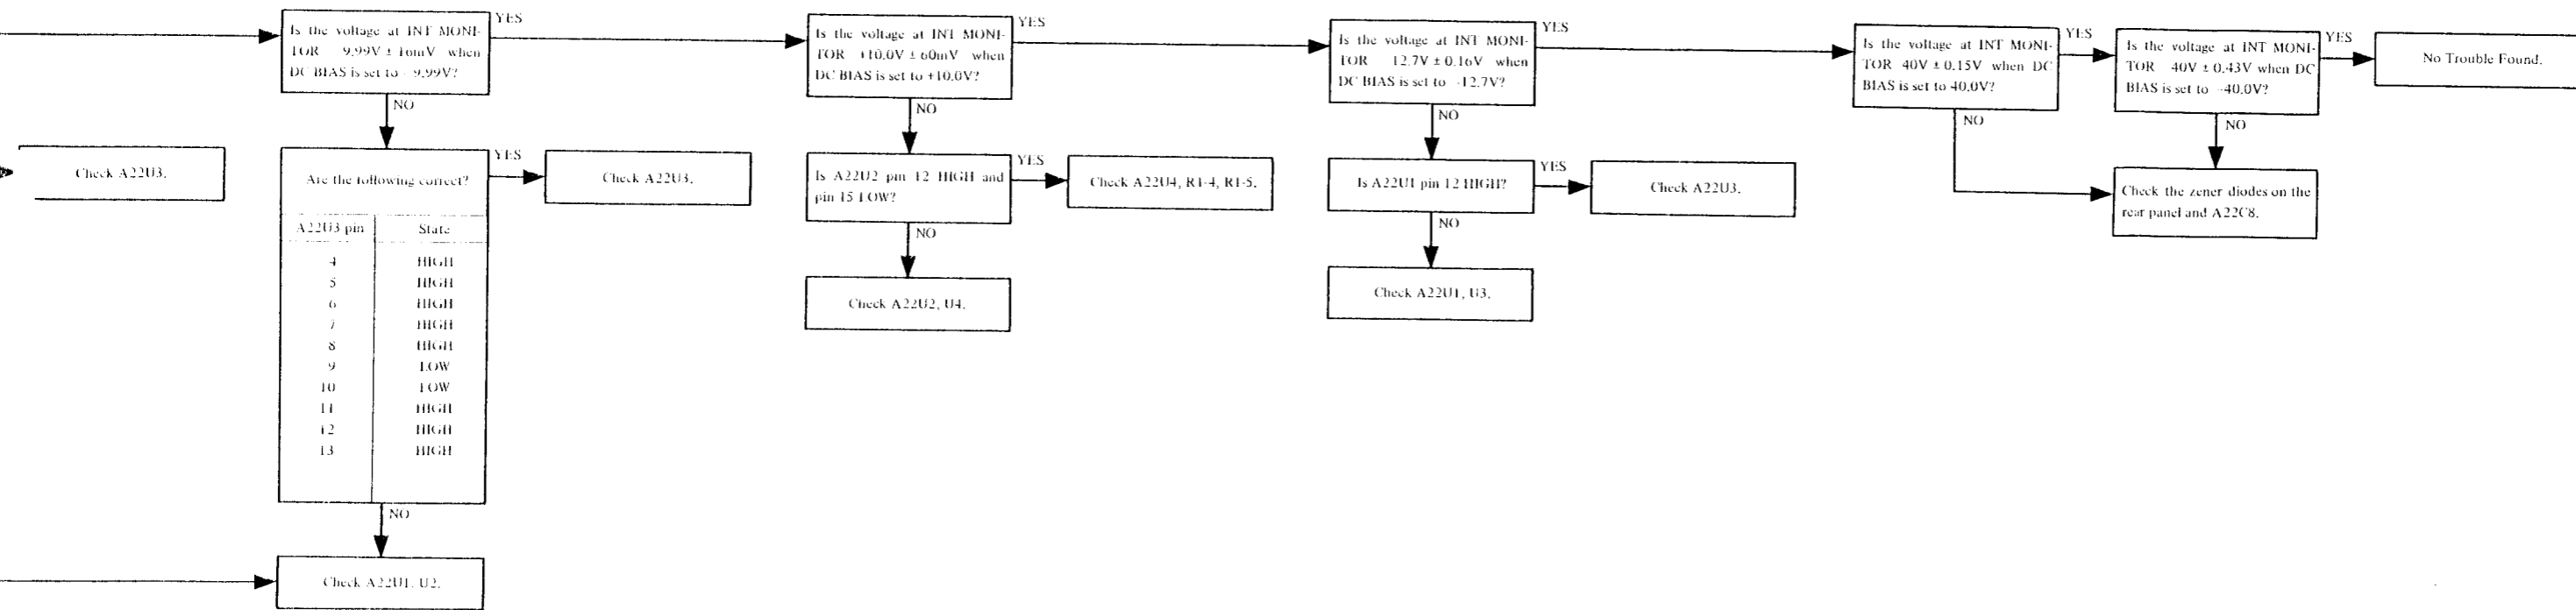 Is the voltage at INT MONI-
TOR 9.99V ± 16mV when
DC BIAS is set to -9.99V?
YES
NO
Is the voltage at INT MONI-
TOR +10.0V ± 60mV when
DC BIAS is set to +10.0V?
YES
NO
Is the voltage at INT MONI-
TOR 12.7V ± 0.16V when
DC BIAS is set to -12.7V?
YES
NO
Is the voltage at INT MONI-
TOR 40V ± 0.15V when DC
BIAS is set to 40.0V?
YES
NO
Is the voltage at INT MONI-
TOR 40V ± 0.43V when DC
BIAS is set to -40.0V?
YES
NO
No Trouble Found.
Check A22U3.
Are the following correct?
YES
A22U3 pin State
4 HIGH
5 HIGH
6 HIGH
7 HIGH
8 HIGH
9 LOW
10 LOW
11 HIGH
12 HIGH
13 HIGH
NO
Check A22U3.
Is A22U2 pin 12 HIGH and
pin 15 LOW?
YES
NO
Check A22U4, R1-4, R1-5.
Is A22U1 pin 12 HIGH?
YES
NO
Check A22U3.
Check the zener diodes on the
rear panel and A22C8.
Check A22U2, U4.
Check A22U1, U3.
Check A22U1, U2.